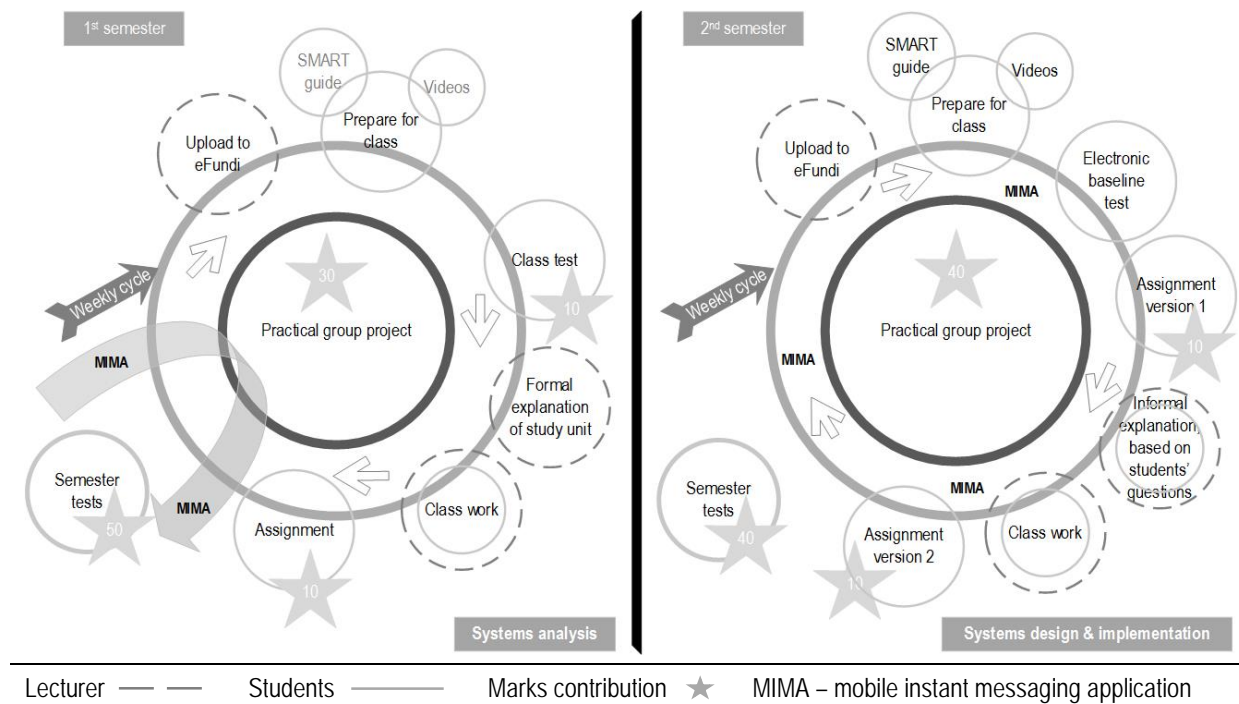 1st semester
SMART
guide
Videos
Prepare for
class
Upload to
eFundi
Class test
10
Weekly cycle
30
Practical group project
MIMA
Formal
explanation
of study unit
Semester
tests
50
MIMA
Assignment
10
Class work
Systems analysis
2nd semester
SMART
guide
Videos
Prepare for
class
Upload to
eFundi
MIMA
Electronic
baseline
test
Weekly cycle
40
Practical group project
Assignment
version 1
10
MIMA
Informal
explanation,
based on
students'
questions
Semester
tests
40
MIMA
Assignment
version 2
10
Class work
Systems design & implementation
Lecturer Students Marks contribution MIMA – mobile instant messaging application